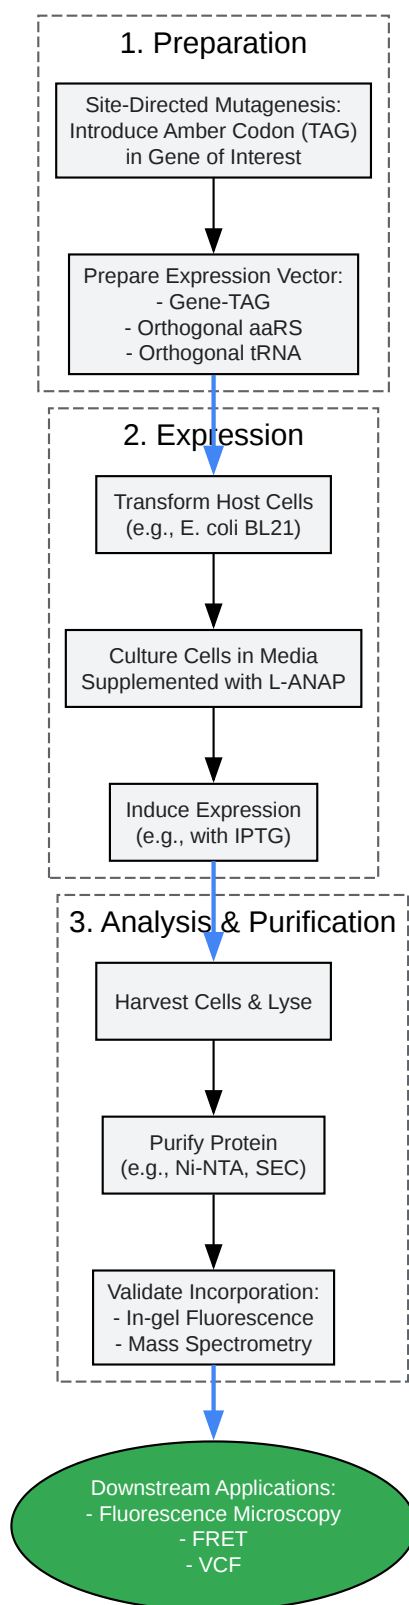 1. Preparation
Site-Directed Mutagenesis:
Introduce Amber Codon (TAG)
in Gene of Interest
Prepare Expression Vector:
- Gene-TAG
- Orthogonal aaRS
- Orthogonal tRNA
2. Expression
Transform Host Cells
(e.g., E. coli BL21)
Culture Cells in Media
Supplemented with L-ANAP
Induce Expression
(e.g., with IPTG)
3. Analysis & Purification
Harvest Cells & Lyse
Purify Protein
(e.g., Ni-NTA, SEC)
Validate Incorporation:
- In-gel Fluorescence
- Mass Spectrometry
Downstream Applications:
- Fluorescence Microscopy
- FRET
- VCF